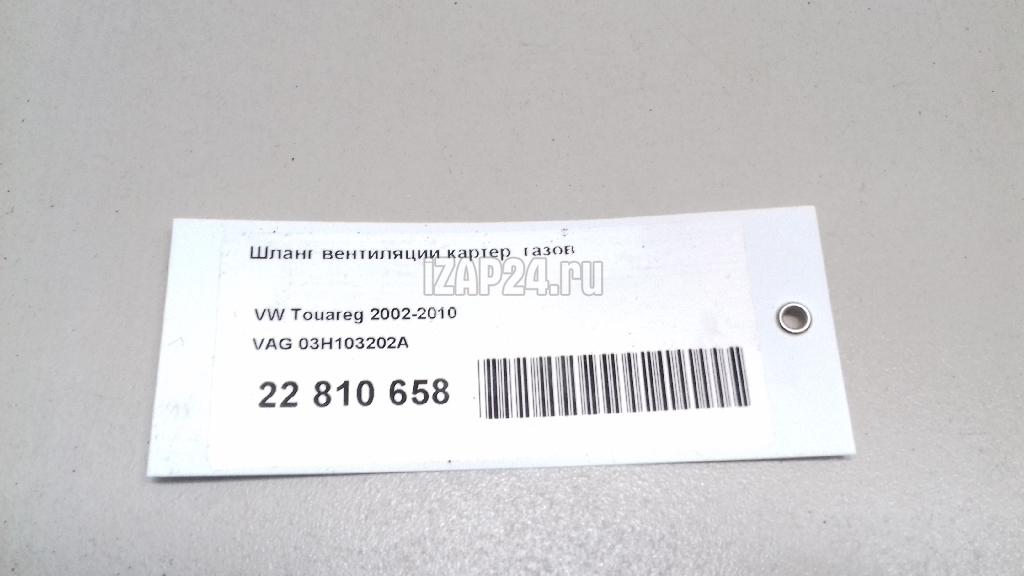 Шланг вентиляции картер газов
iZAP24.ru
VW Touareg 2002-2010
VAG 03H103202A
22 810 658